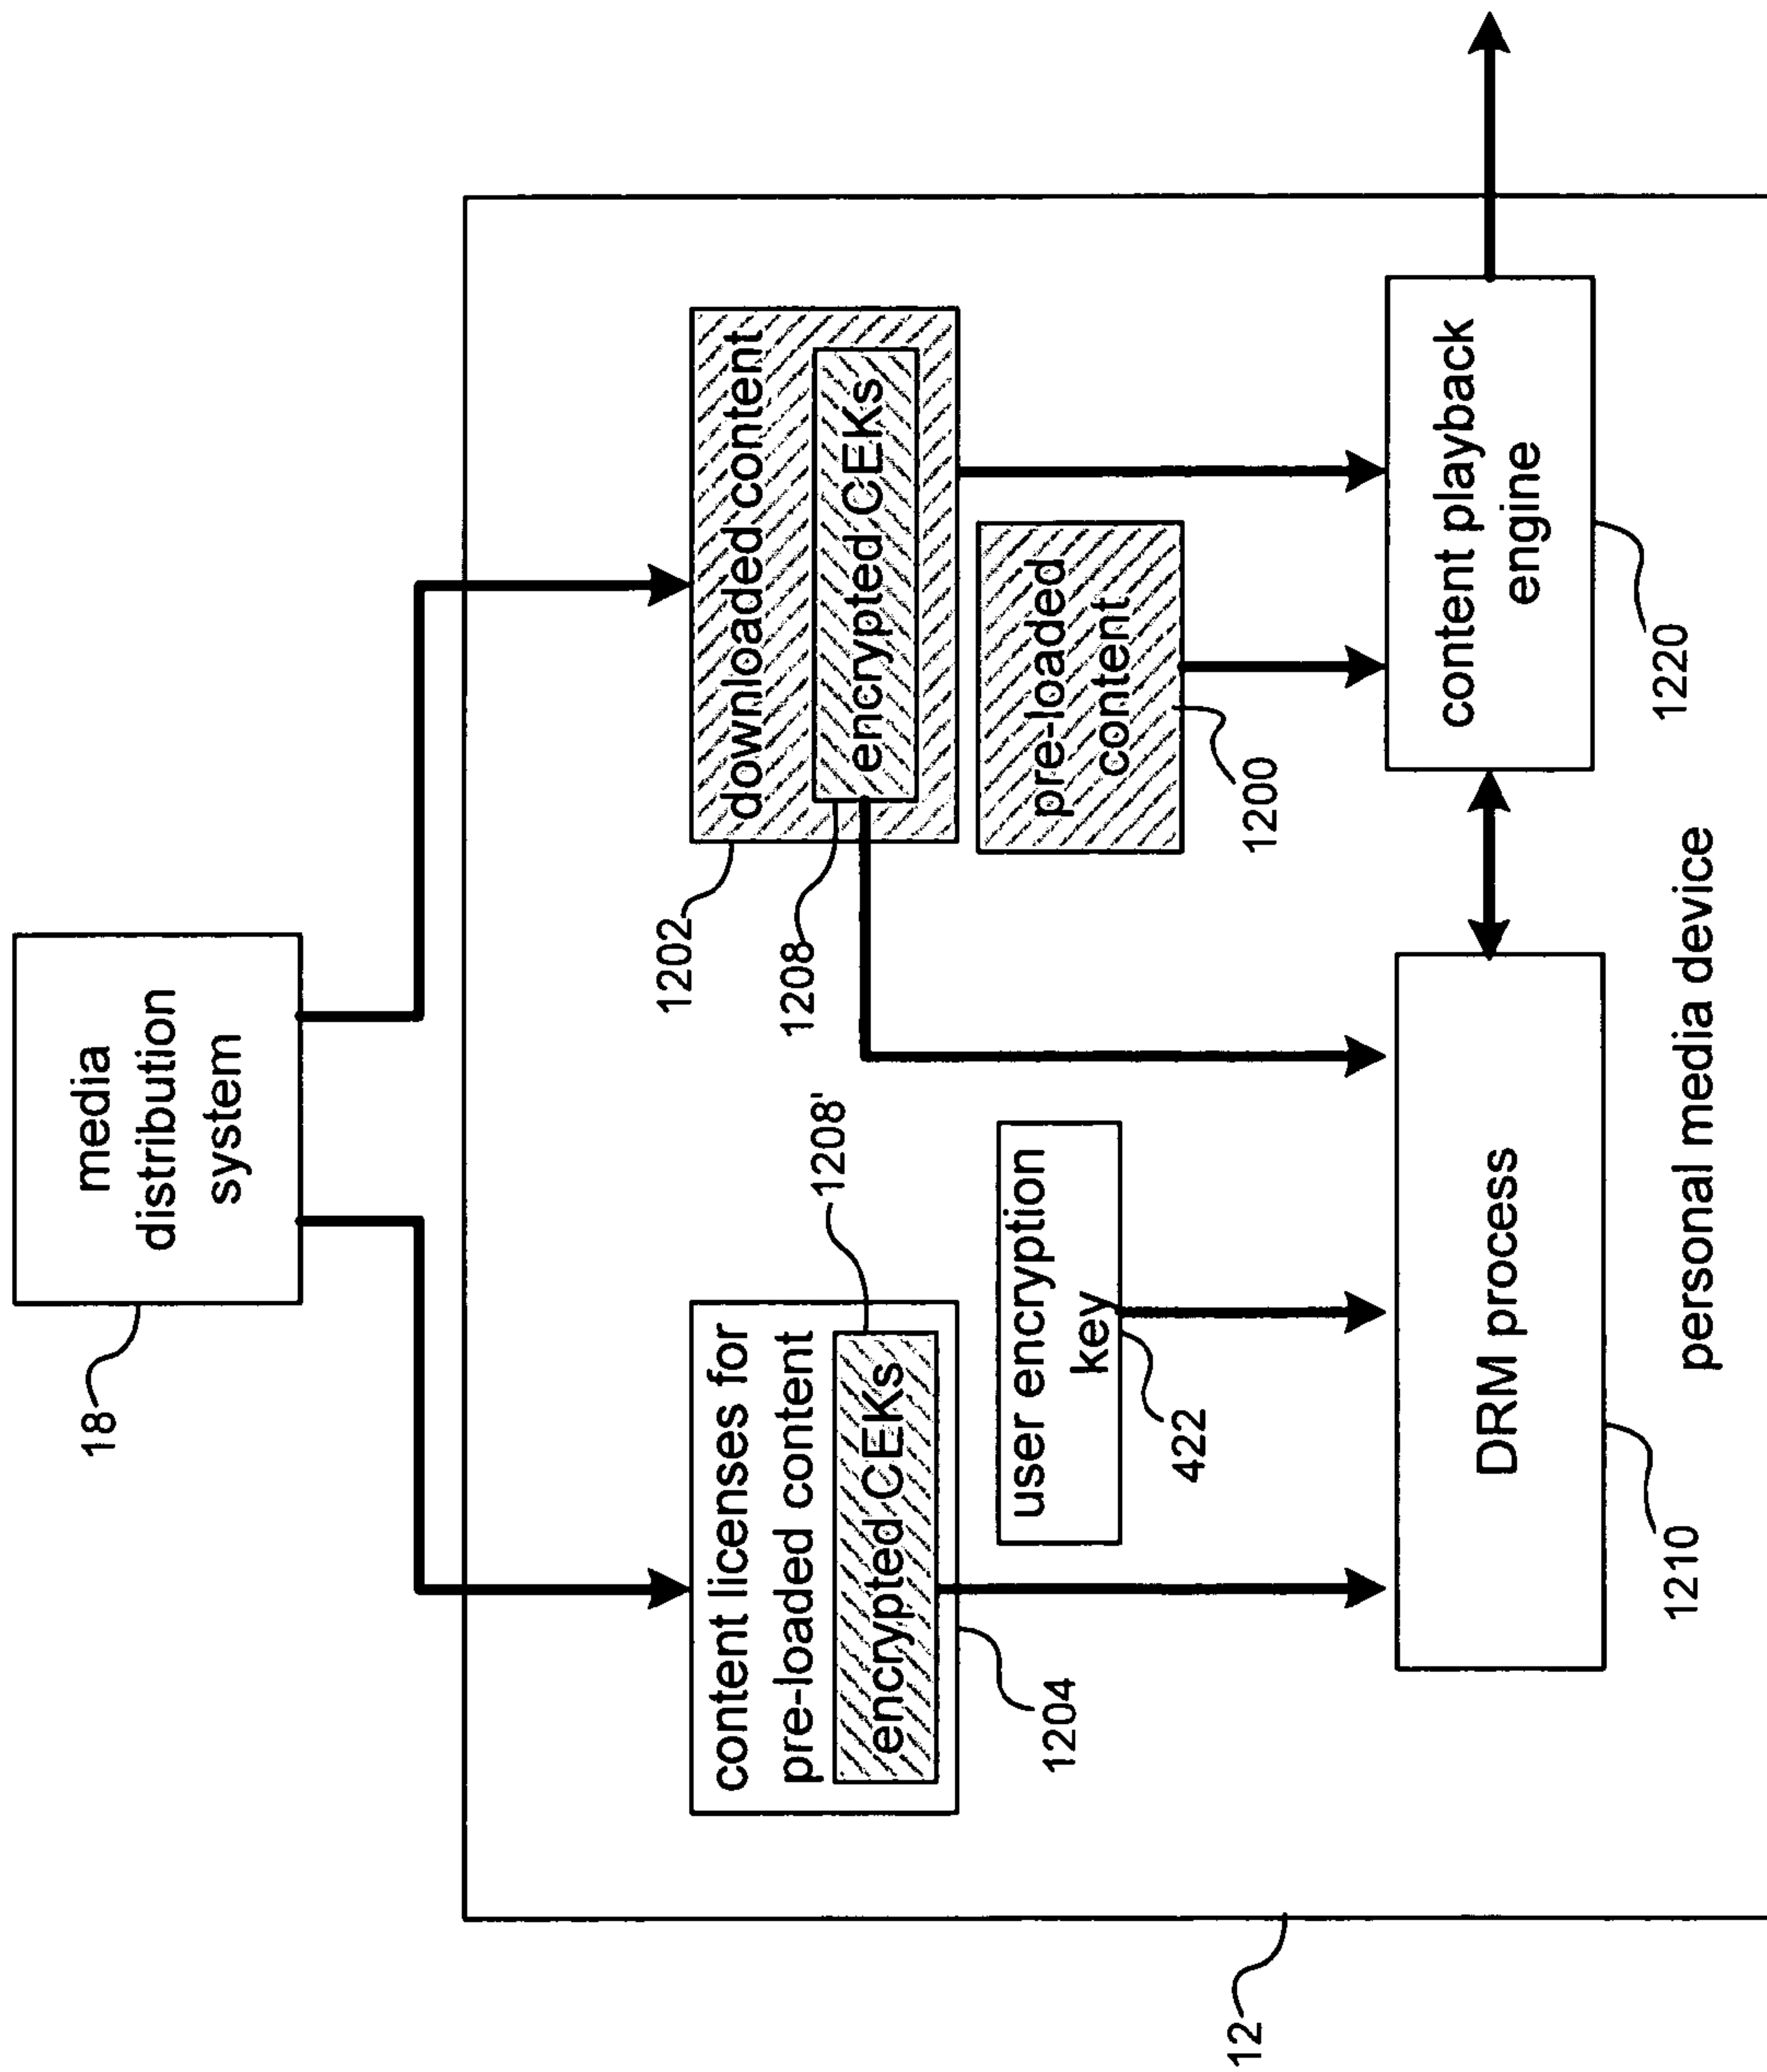 media
distribution
system
18
content licenses for
pre-loaded content
encrypted CEKs
1208'
1204
downloaded content
encrypted CEKs
1202
1208
user encryption
key
422
pre-loaded
content
1200
DRM process
1210
content playback
engine
1220
personal media device
12